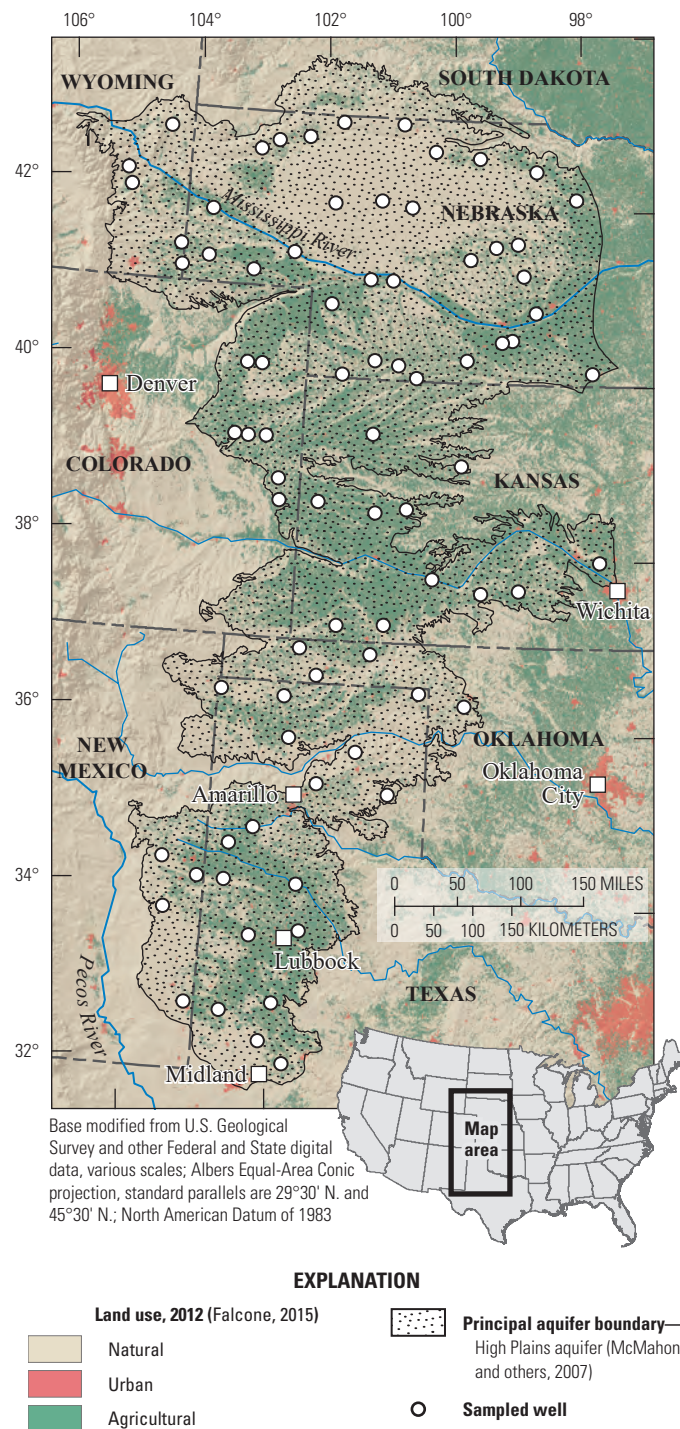 106°
104°
102°
100°
98°
WYOMING
SOUTH DAKOTA
42°
Mississippi River
NEBRASKA
40°
Denver
COLORADO
KANSAS
38°
Wichita
36°
NEW
MEXICO
OKLAHOMA
Oklahoma
City
Amarillo
34°
0 50 100 150 MILES
0 50 100 150 KILOMETERS
Lubbock
Pecos River
TEXAS
32°
Midland
Map
area
Base modified from U.S. Geological
Survey and other Federal and State digital
data, various scales; Albers Equal-Area Conic
projection, standard parallels are 29°30' N. and
45°30' N.; North American Datum of 1983
EXPLANATION
Land use, 2012 (Falcone, 2015)
Natural
Urban
Agricultural
Principal aquifer boundary—
High Plains aquifer (McMahon
and others, 2007)
Sampled well